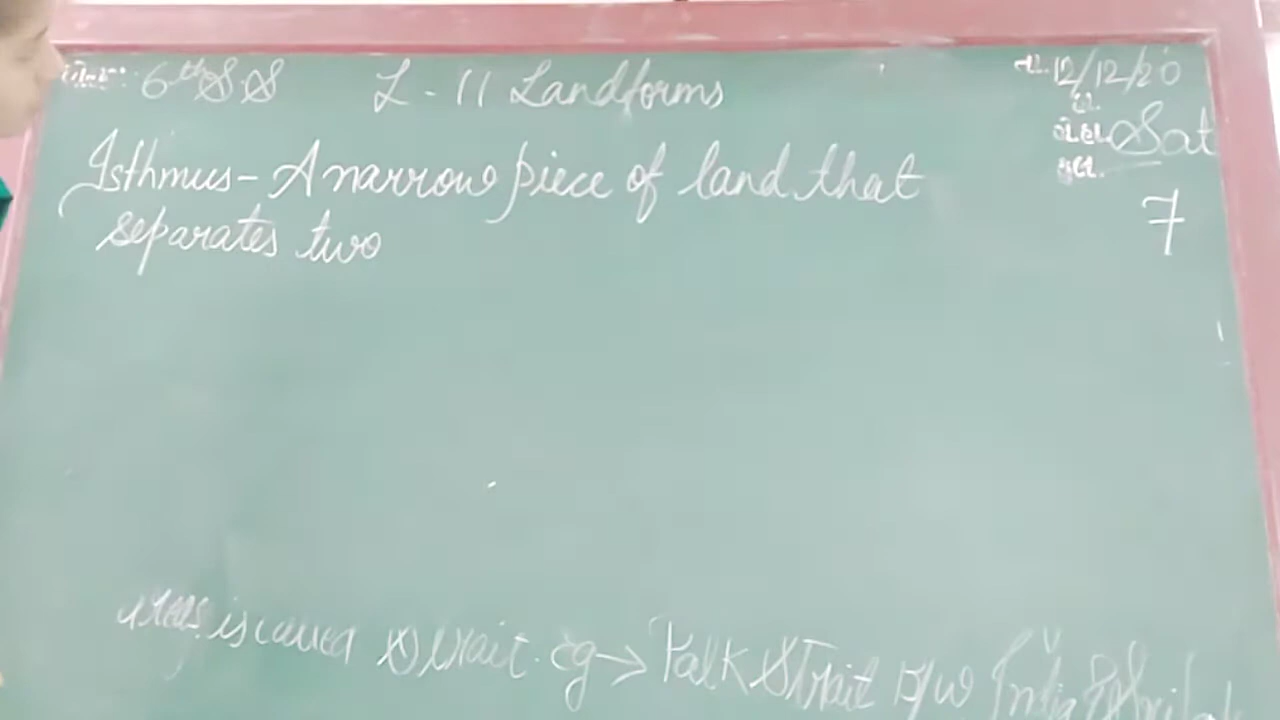 6th S.S L-11 Landforms તા. 12/12/20
Sat
Isthmus - A narrow piece of land that
7
separates two
is called Strait. eg → Palk Strait b/w India & Sri